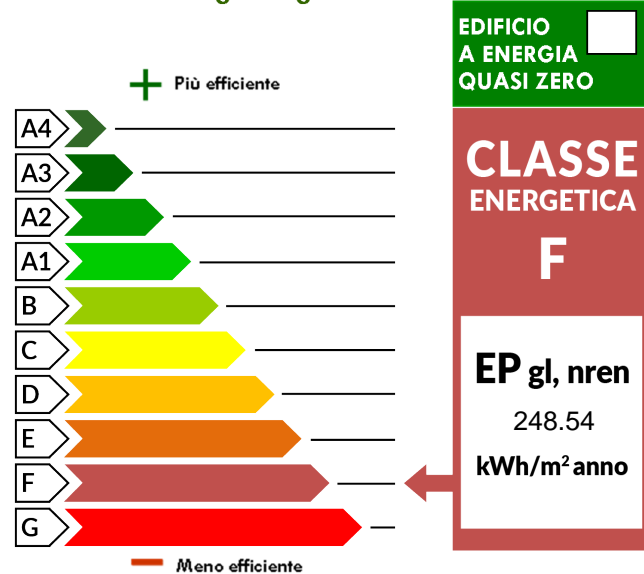 EDIFICIO
A ENERGIA
QUASI ZERO
Più efficiente
A4
A3
A2
A1
B
C
D
E
F
G
Meno efficiente
CLASSE
ENERGETICA
F
EP gl, nren
248.54
kWh/m² anno